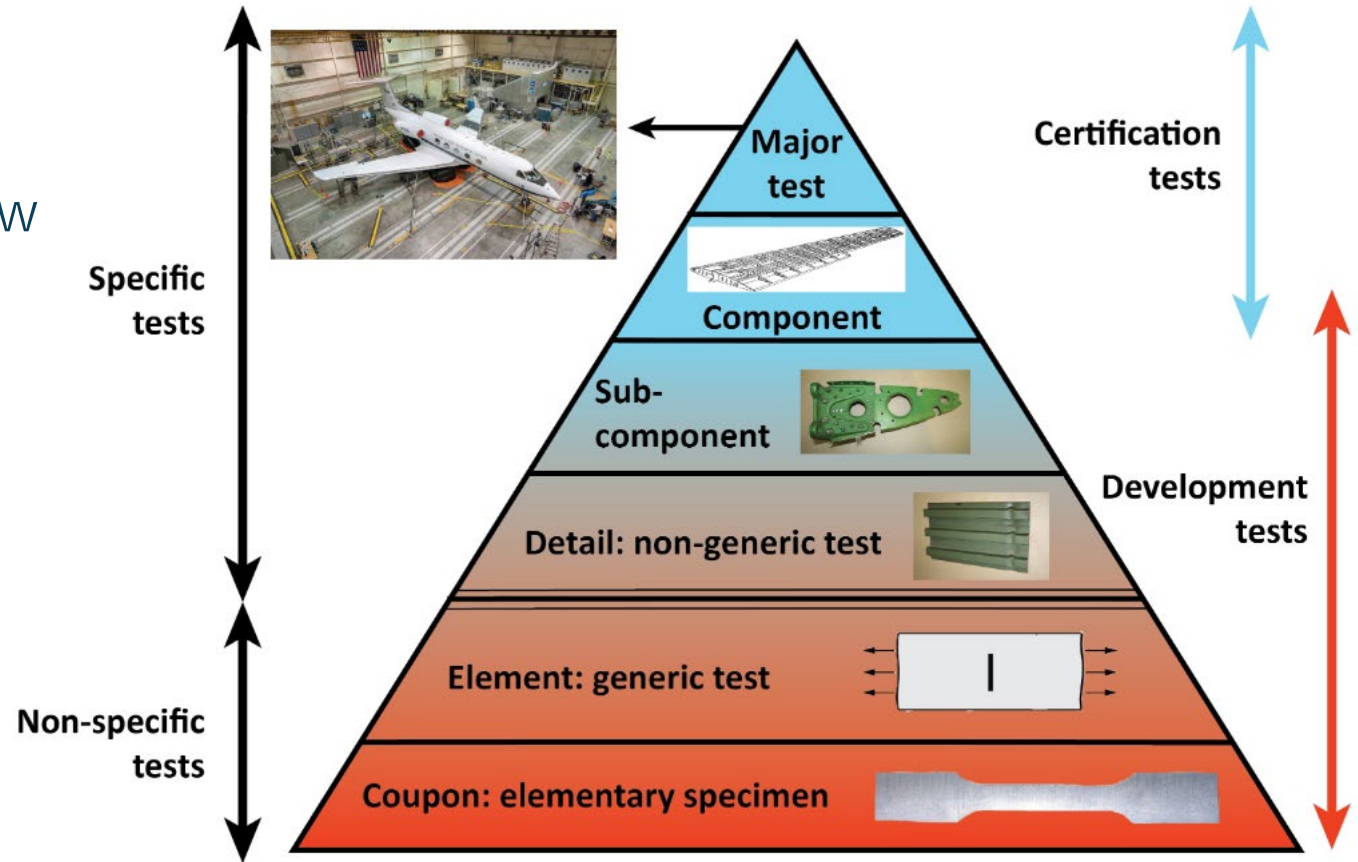 w
Specific
tests
Non-specific
tests
Major
test
Component
Sub-
component
Detail: non-generic test
Element: generic test
Coupon: elementary specimen
Certification
tests
Development
tests